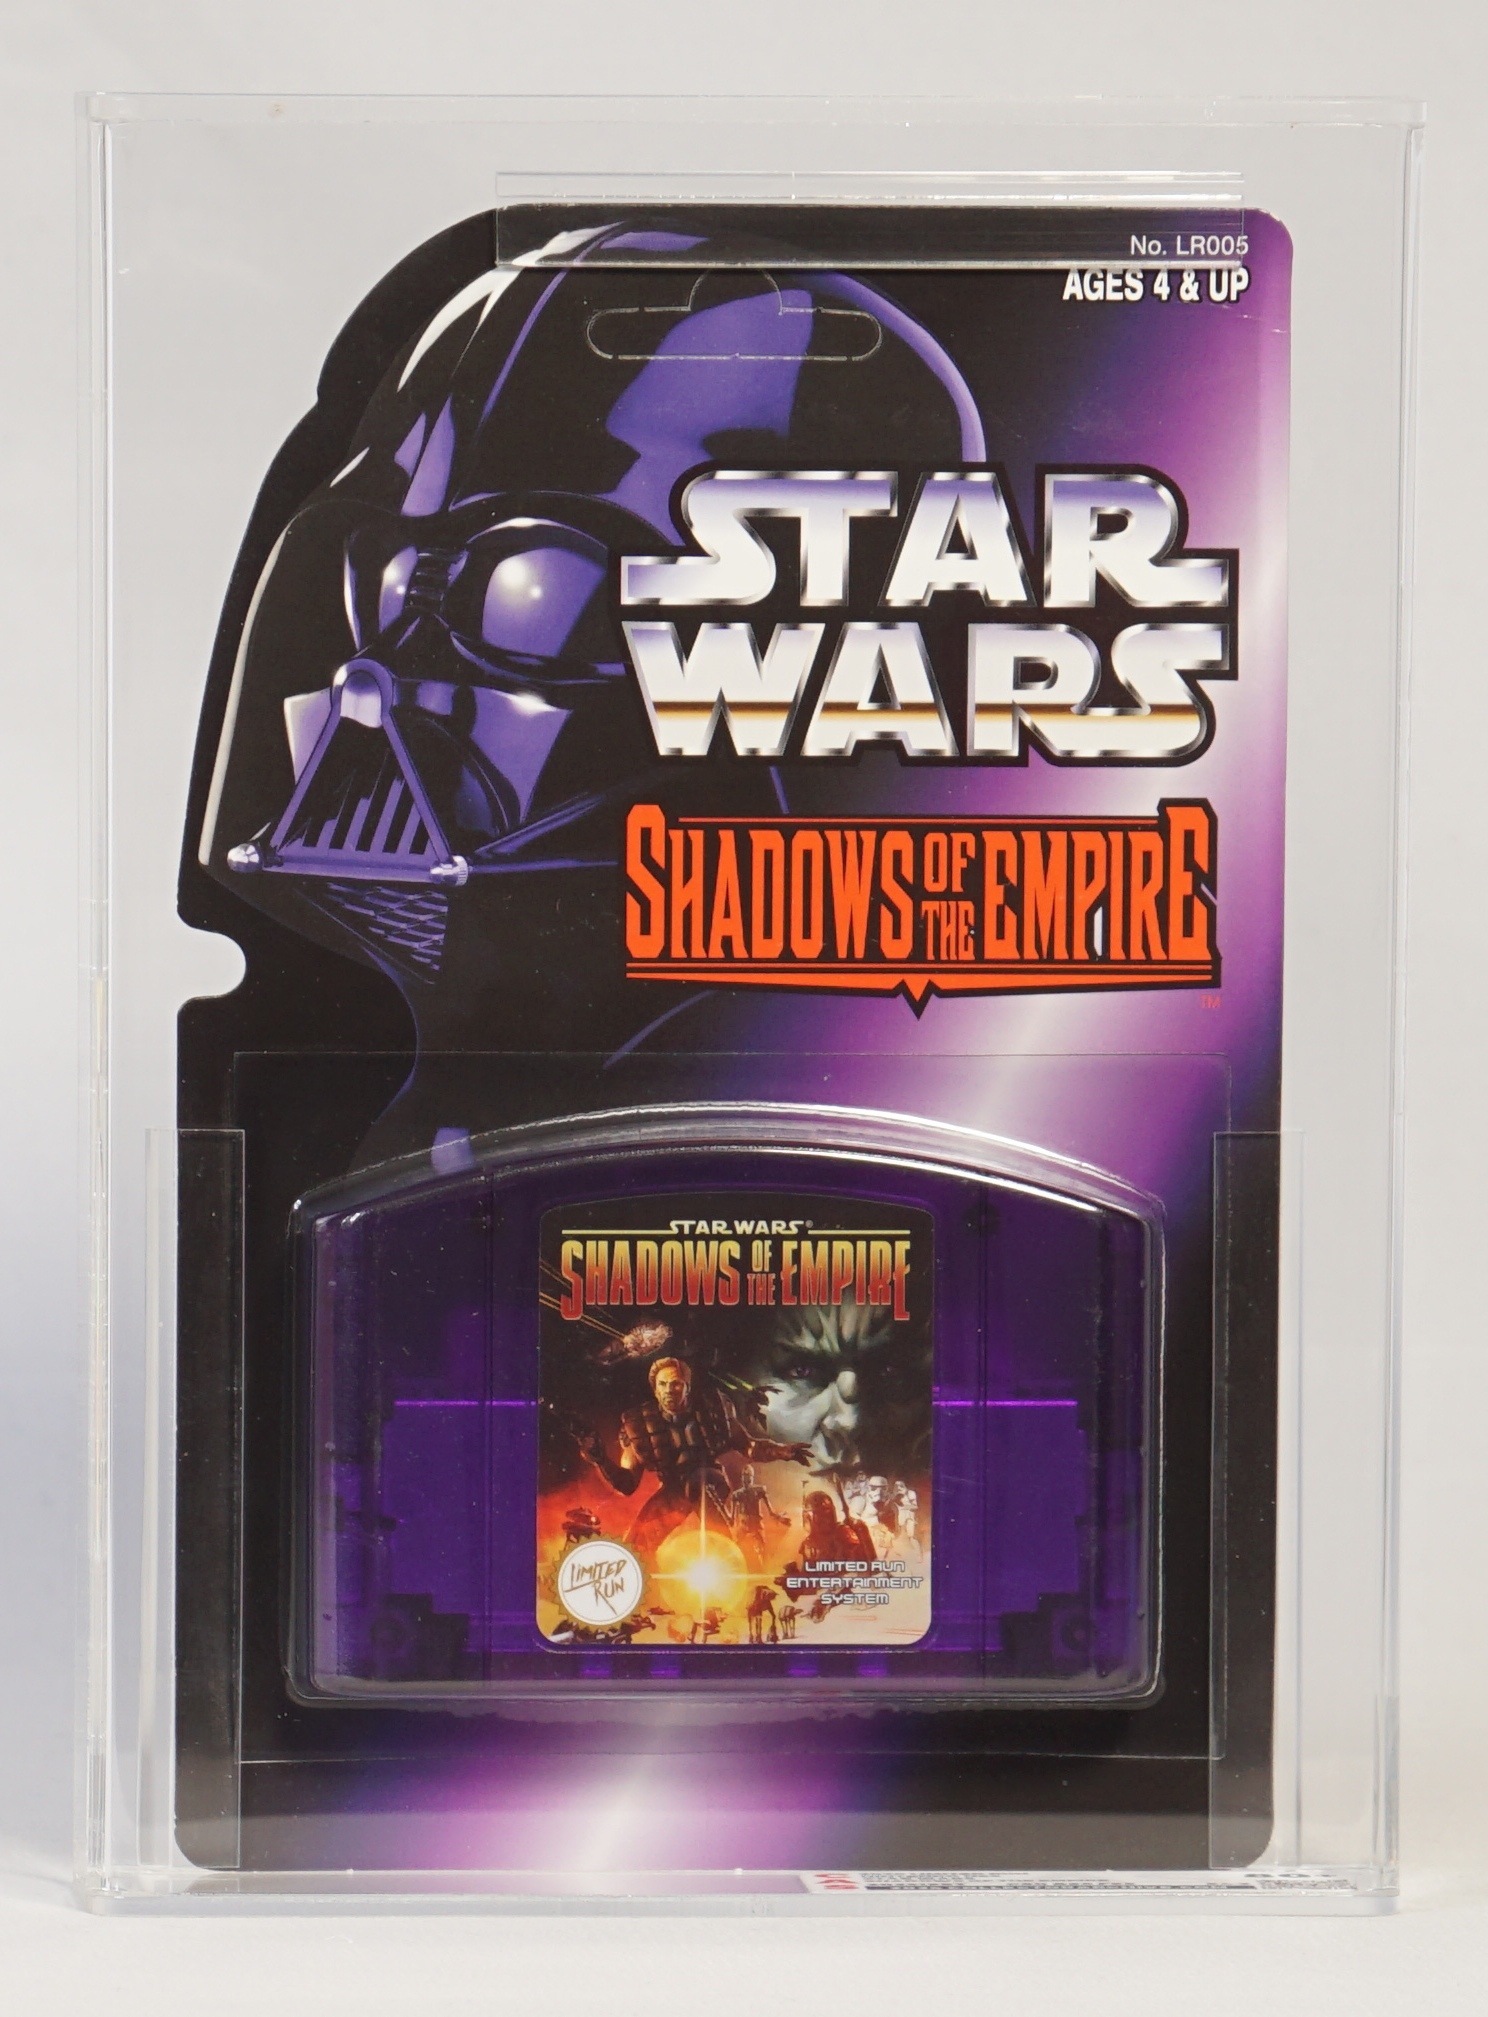 No. LR005
AGES 4 & UP
STAR
WARS
SHADOWS OF THE EMPIRE
TM
STAR WARS®
SHADOWS OF THE EMPIRE
LIMITED RUN
LIMITED RUN
ENTERTAINMENT
SYSTEM